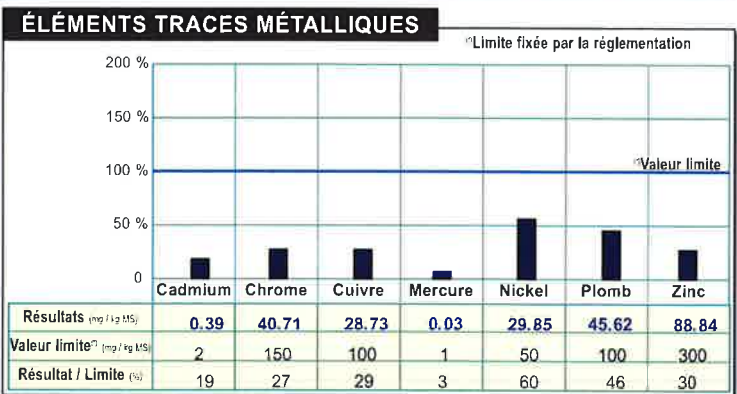 ÉLÉMENTS TRACES MÉTALLIQUES
(*)Limite fixée par la réglementation
200 %
150 %
100 %
(*)Valeur limite
50 %
0
Cadmium Chrome Cuivre Mercure Nickel Plomb Zinc
Résultats (mg / kg MS) 0.39 40.71 28.73 0.03 29.85 45.62 88.84
Valeur limite(*) (mg / kg MS) 2 150 100 1 50 100 300
Résultat / Limite (%) 19 27 29 3 60 46 30